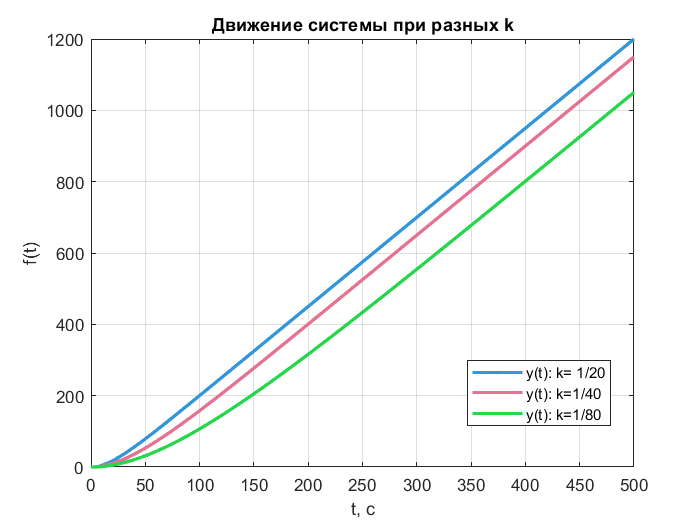 Движение системы при разных k
1200
1000
800
600
400
200
0
f(t)
y(t): k= 1/20
y(t): k=1/40
y(t): k=1/80
0 50 100 150 200 250 300 350 400 450 500
t, c